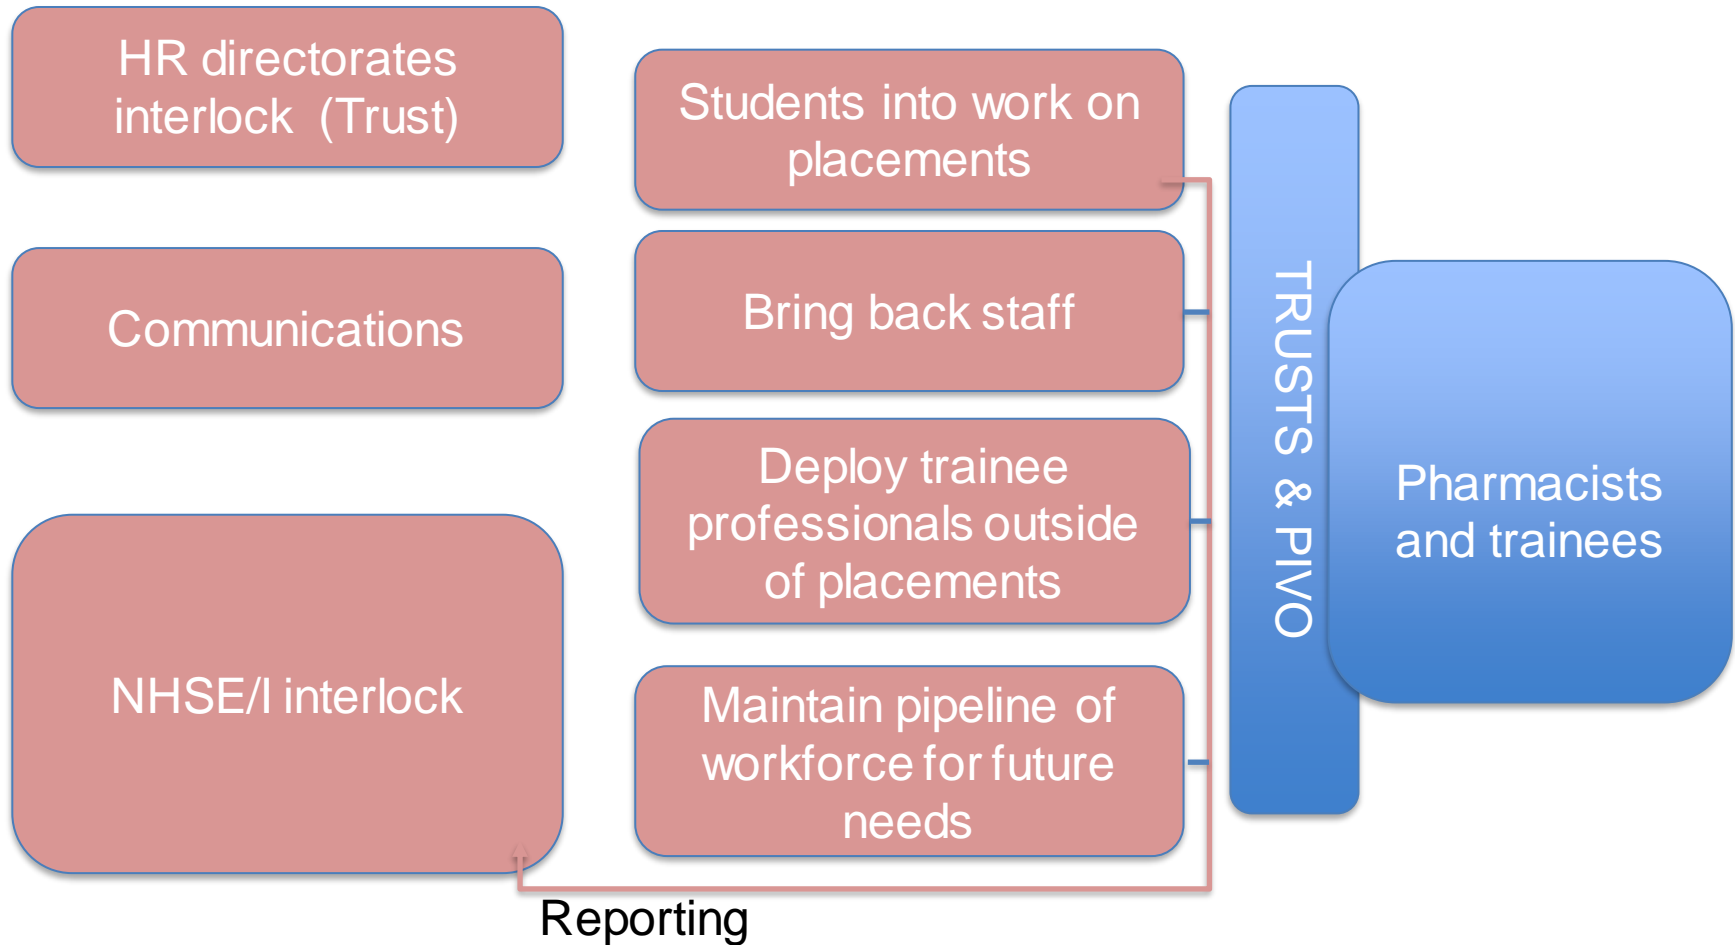 HR directorates
interlock (Trust)
Communications
NHSE/I interlock
Students into work on
placements
Bring back staff
Deploy trainee
professionals outside
of placements
Maintain pipeline of
workforce for future
needs
Reporting
TRUSTS & PIVO
Pharmacists
and trainees